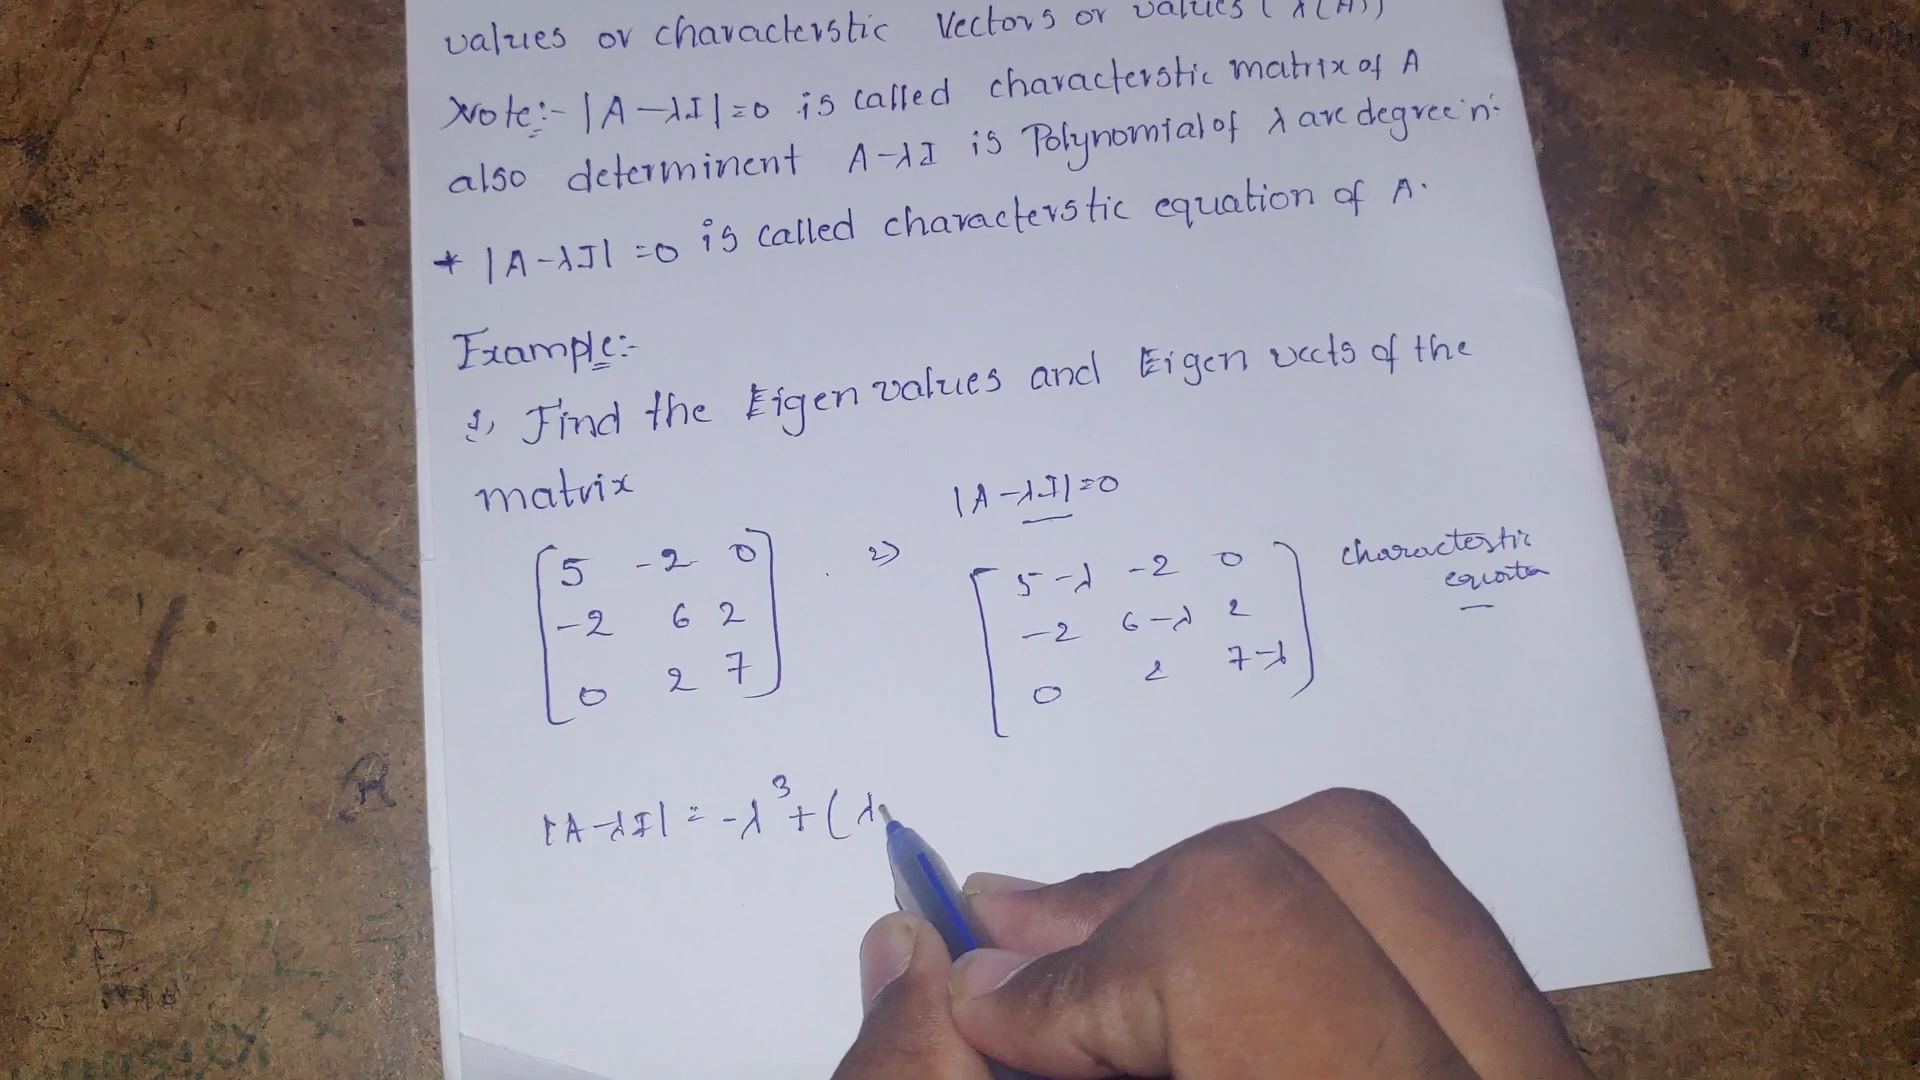 values or characterstic Vectors or values (λ(A))
Note:- |A-λI|=0 is called characterstic matrix of A
also determinent A-λI is Polynomial of λ are degree 'n'
* |A-λI| =0 is called characterstic equation of A.
Example:-
1, Find the Eigen values and Eigen vects of the
matrix
|A-λI|=0
5 -2 0
-2 6 2
0 2 7
5-λ -2 0
-2 6-λ 2
0 2 7-λ
charactestic
|A-λI| = -λ³+(λ